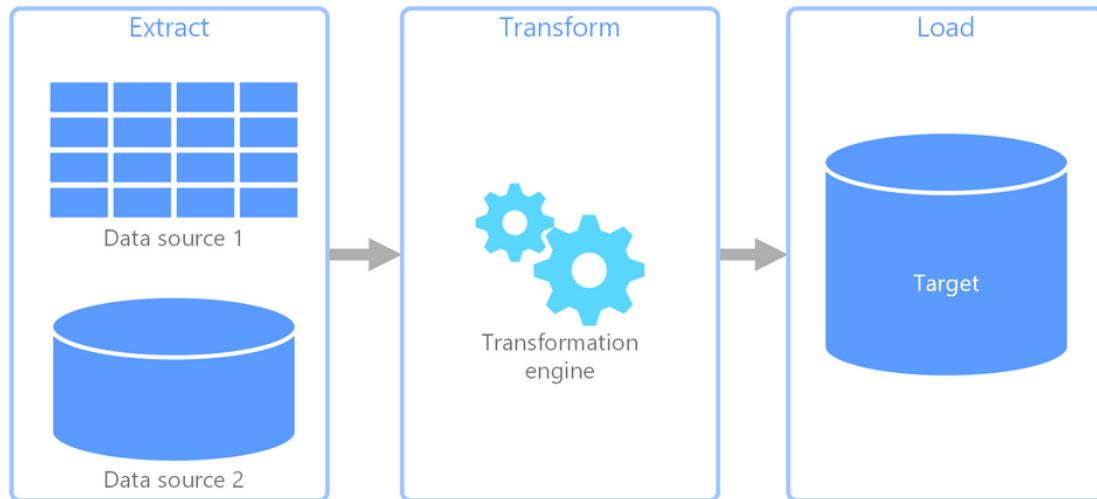 Extract
Data source 1
Data source 2
Transform
Transformation
engine
Load
Target